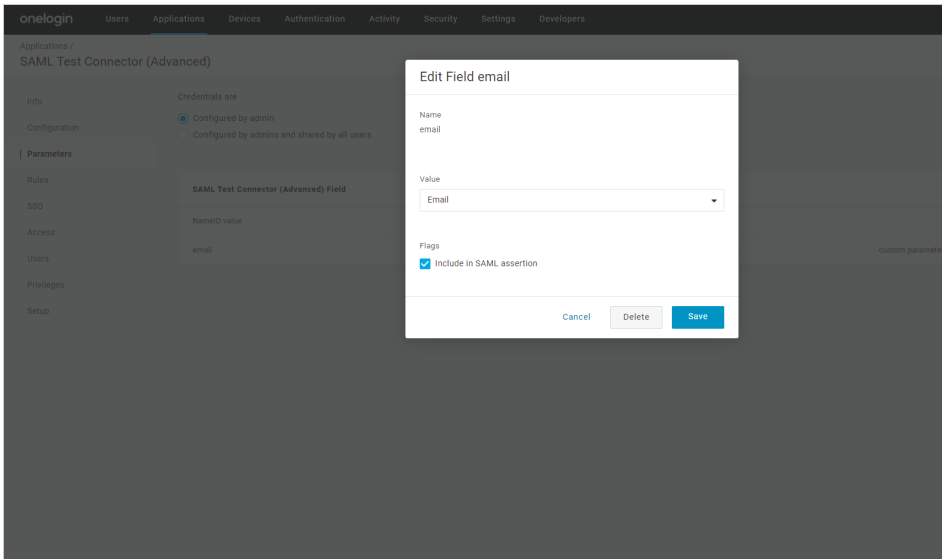 onelogin Users Applications Devices Authentication Activity Security Settings Developers
Applications /
SAML Test Connector (Advanced)
Info
Configuration
Parameters
Rules
SSO
Access
Users
Privileges
Setup
Credentials are
Configured by admin
Configured by admins and shared by all users
SAML Test Connector (Advanced) Field
NameID value
email
custom paramete
Edit Field email
Name
email
Value
Email
Flags
Include in SAML assertion
Cancel Delete Save